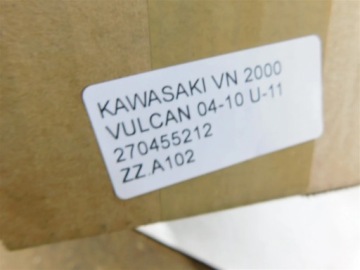 KAWASAKI VN 2000
VULCAN 04-10 U-11
270455212
ZZ.A102